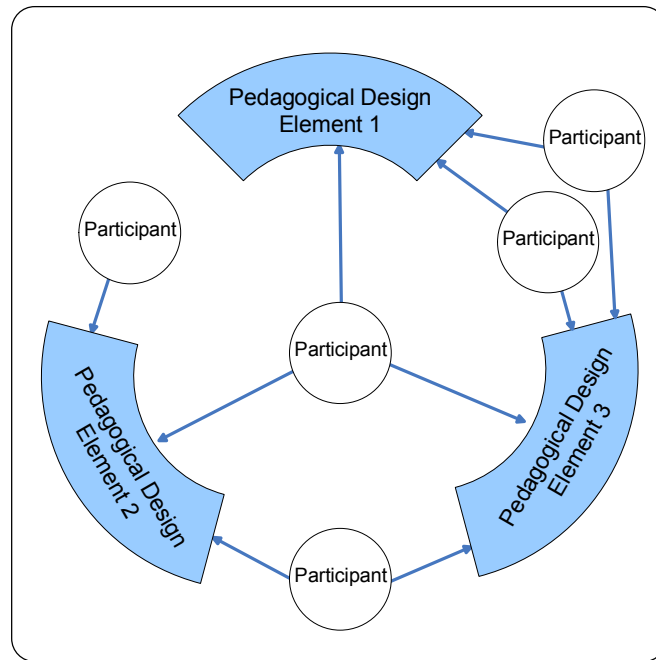 Pedagogical Design
Element 1
Participant
Participant
Participant
Participant
Pedagogical Design
Element 2
Pedagogical Design
Element 3
Participant